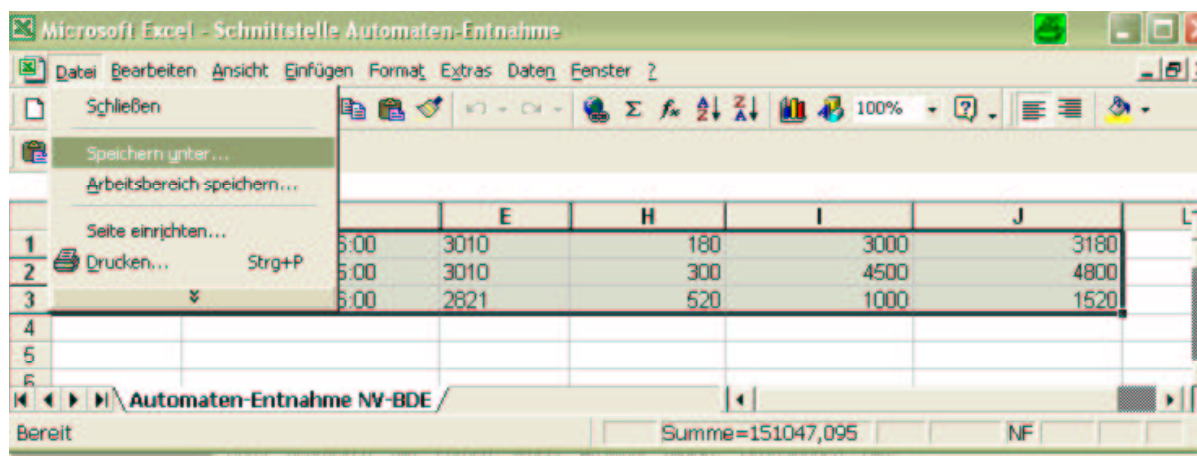 Microsoft Excel - Schnittstelle Automaten-Entnahme
Datei Bearbeiten Ansicht Einfügen Format Extras Daten Fenster ?
Schließen
100%
Speichern unter...
Arbeitsbereich speichern...
E H I J L
Seite einrichten...
1 5:00 3010 180 3000 3180
Drucken... Strg+P
2 5:00 3010 300 4500 4800
3 5:00 2821 520 1000 1520
4
5
6
Automaten-Entnahme NV-BDE
Bereit Summe=151047,095 NF